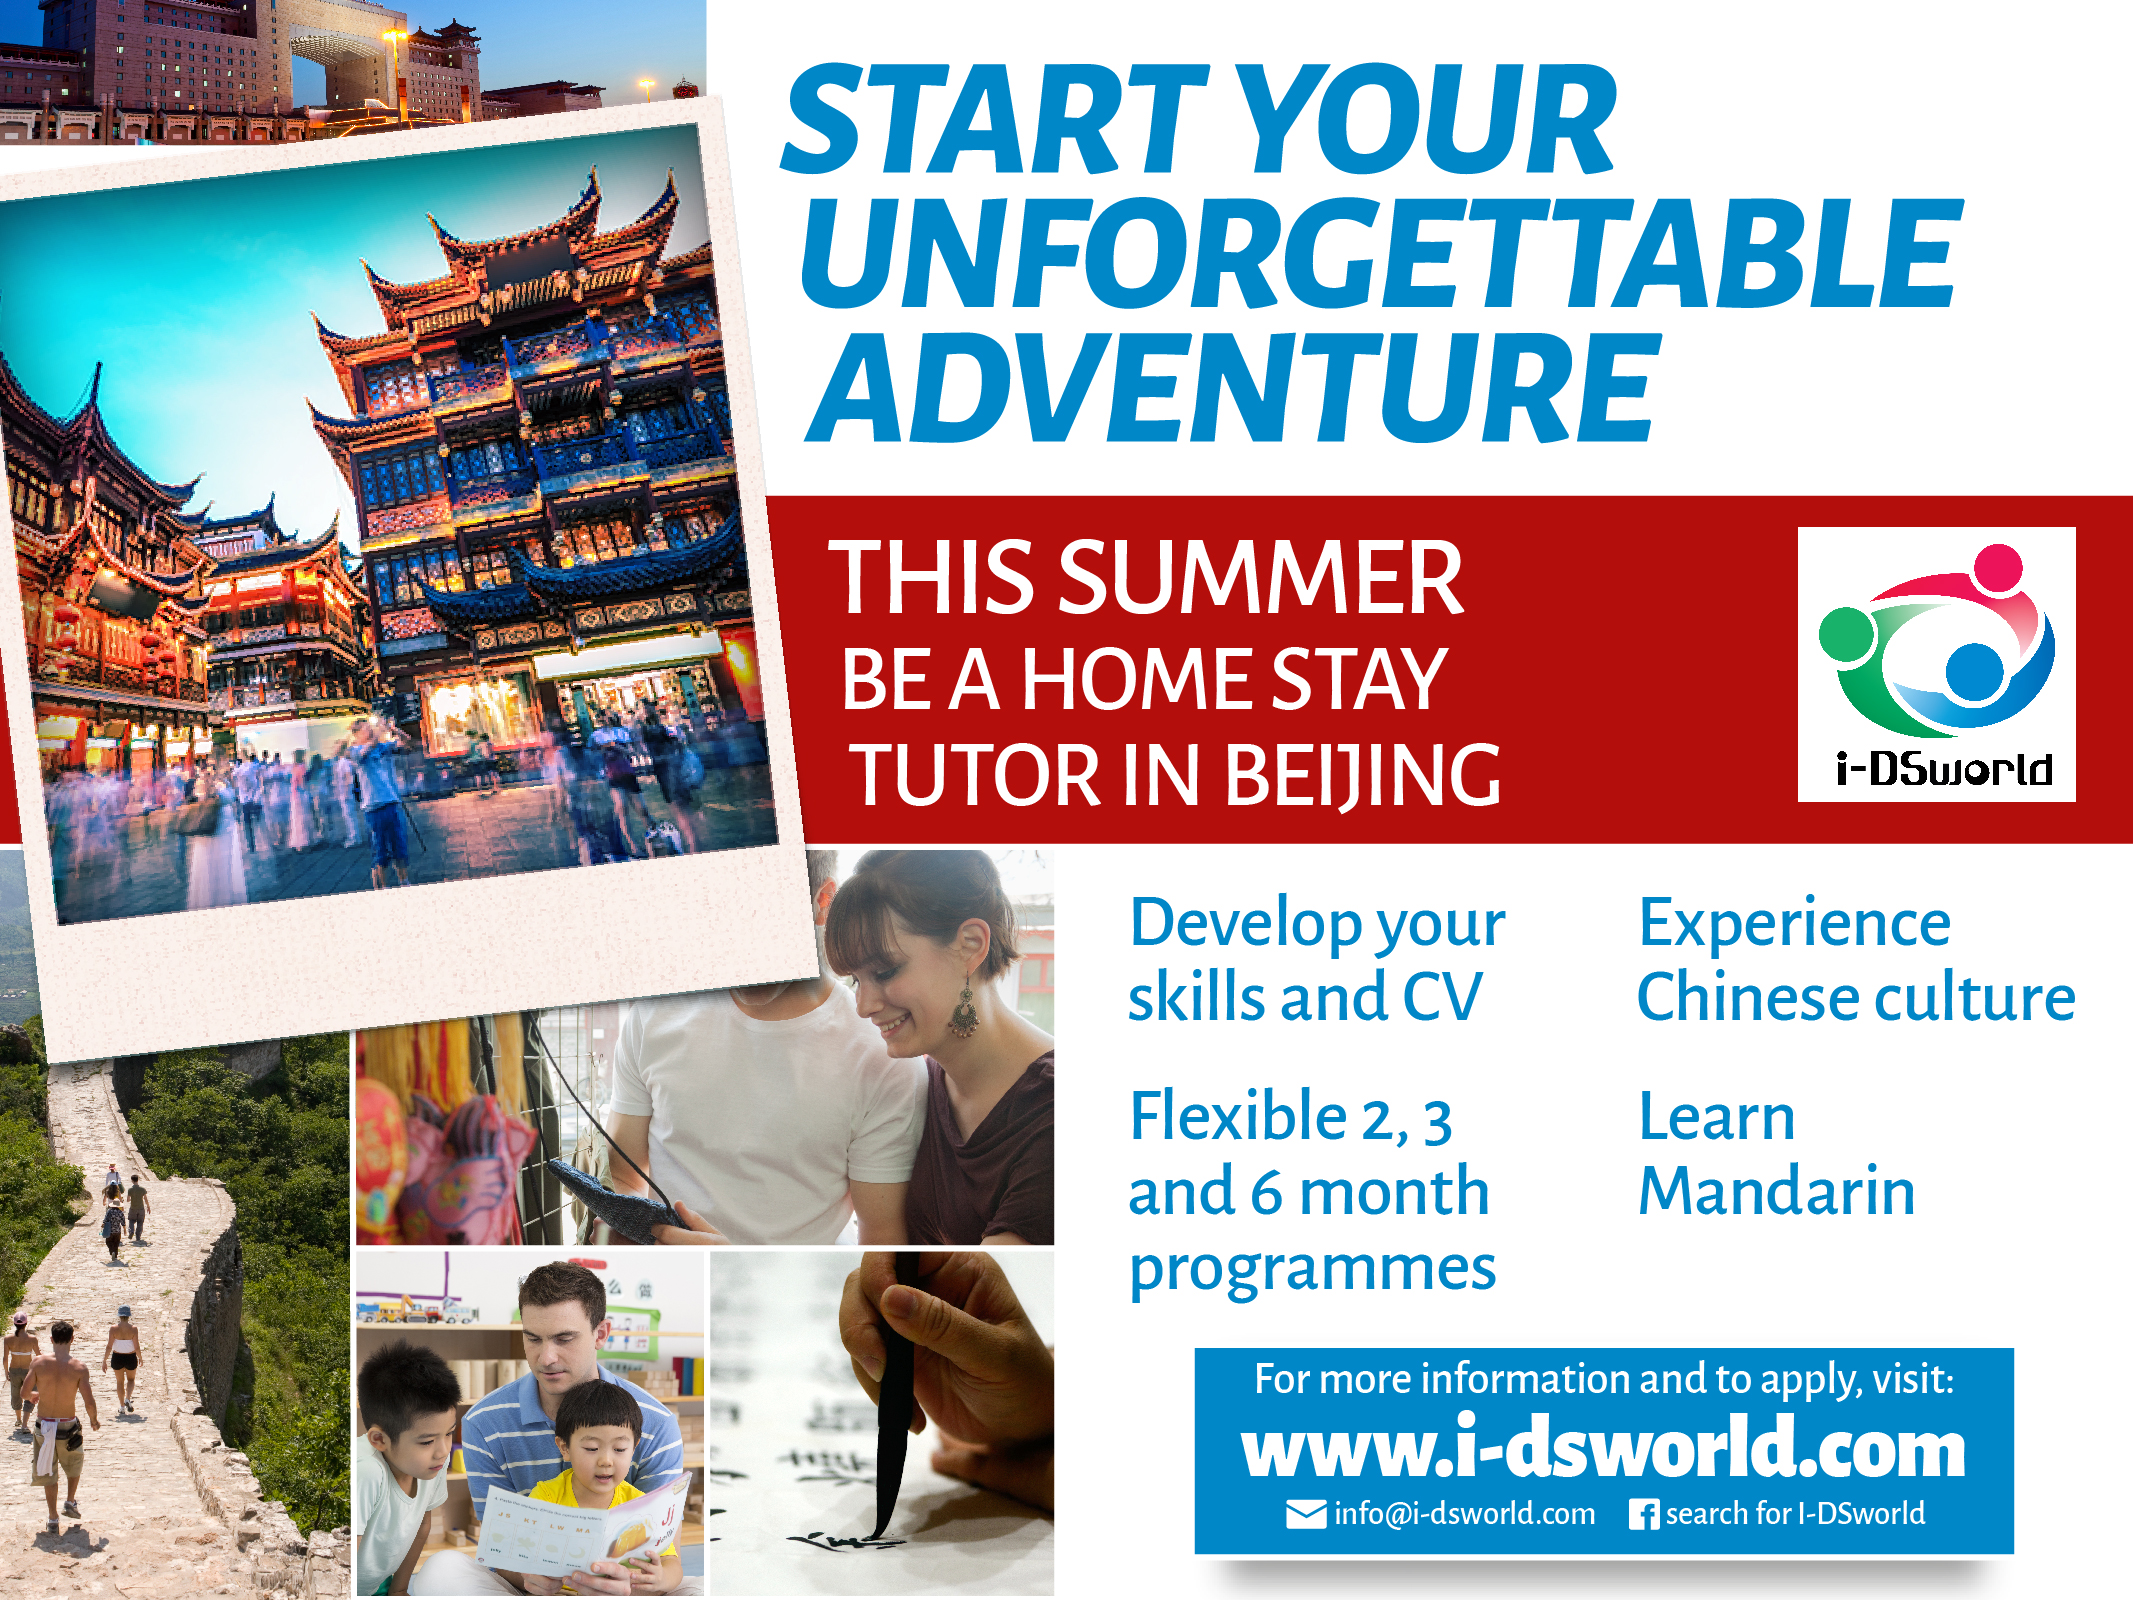 START YOUR
UNFORGETTABLE
ADVENTURE
THIS SUMMER
BE A HOME STAY
TUTOR IN BEIJING
i-DSworld
Develop your
skills and CV
Experience
Chinese culture
Flexible 2, 3
and 6 month
programmes
Learn
Mandarin
For more information and to apply, visit:
www.i-dsworld.com
info@i-dsworld.com
search for I-DSworld
Jj